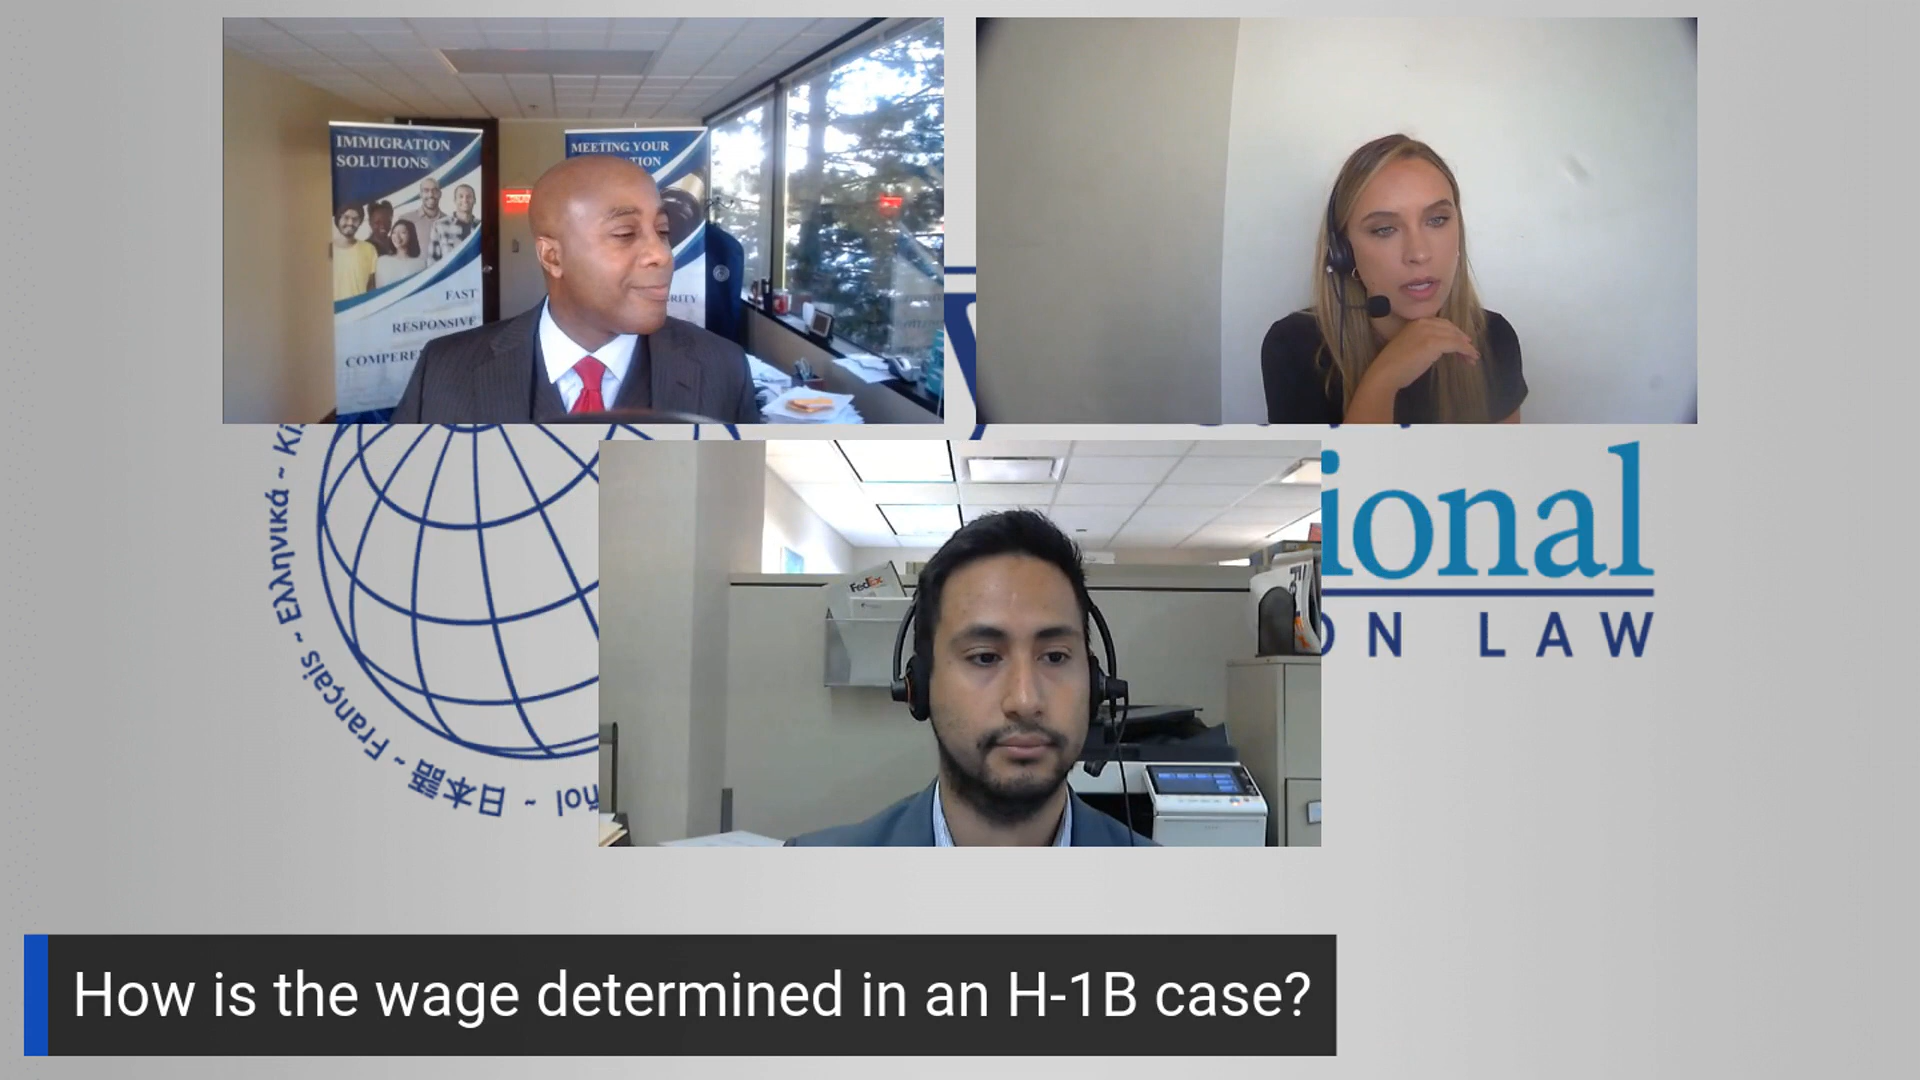 IMMIGRATION
SOLUTIONS
FAST
RESPONSIVE
MEETING YOUR
FedEx
ional
ON LAW
Ελληνικά ~ Français ~ 日本語 ~
How is the wage determined in an H-1B case?